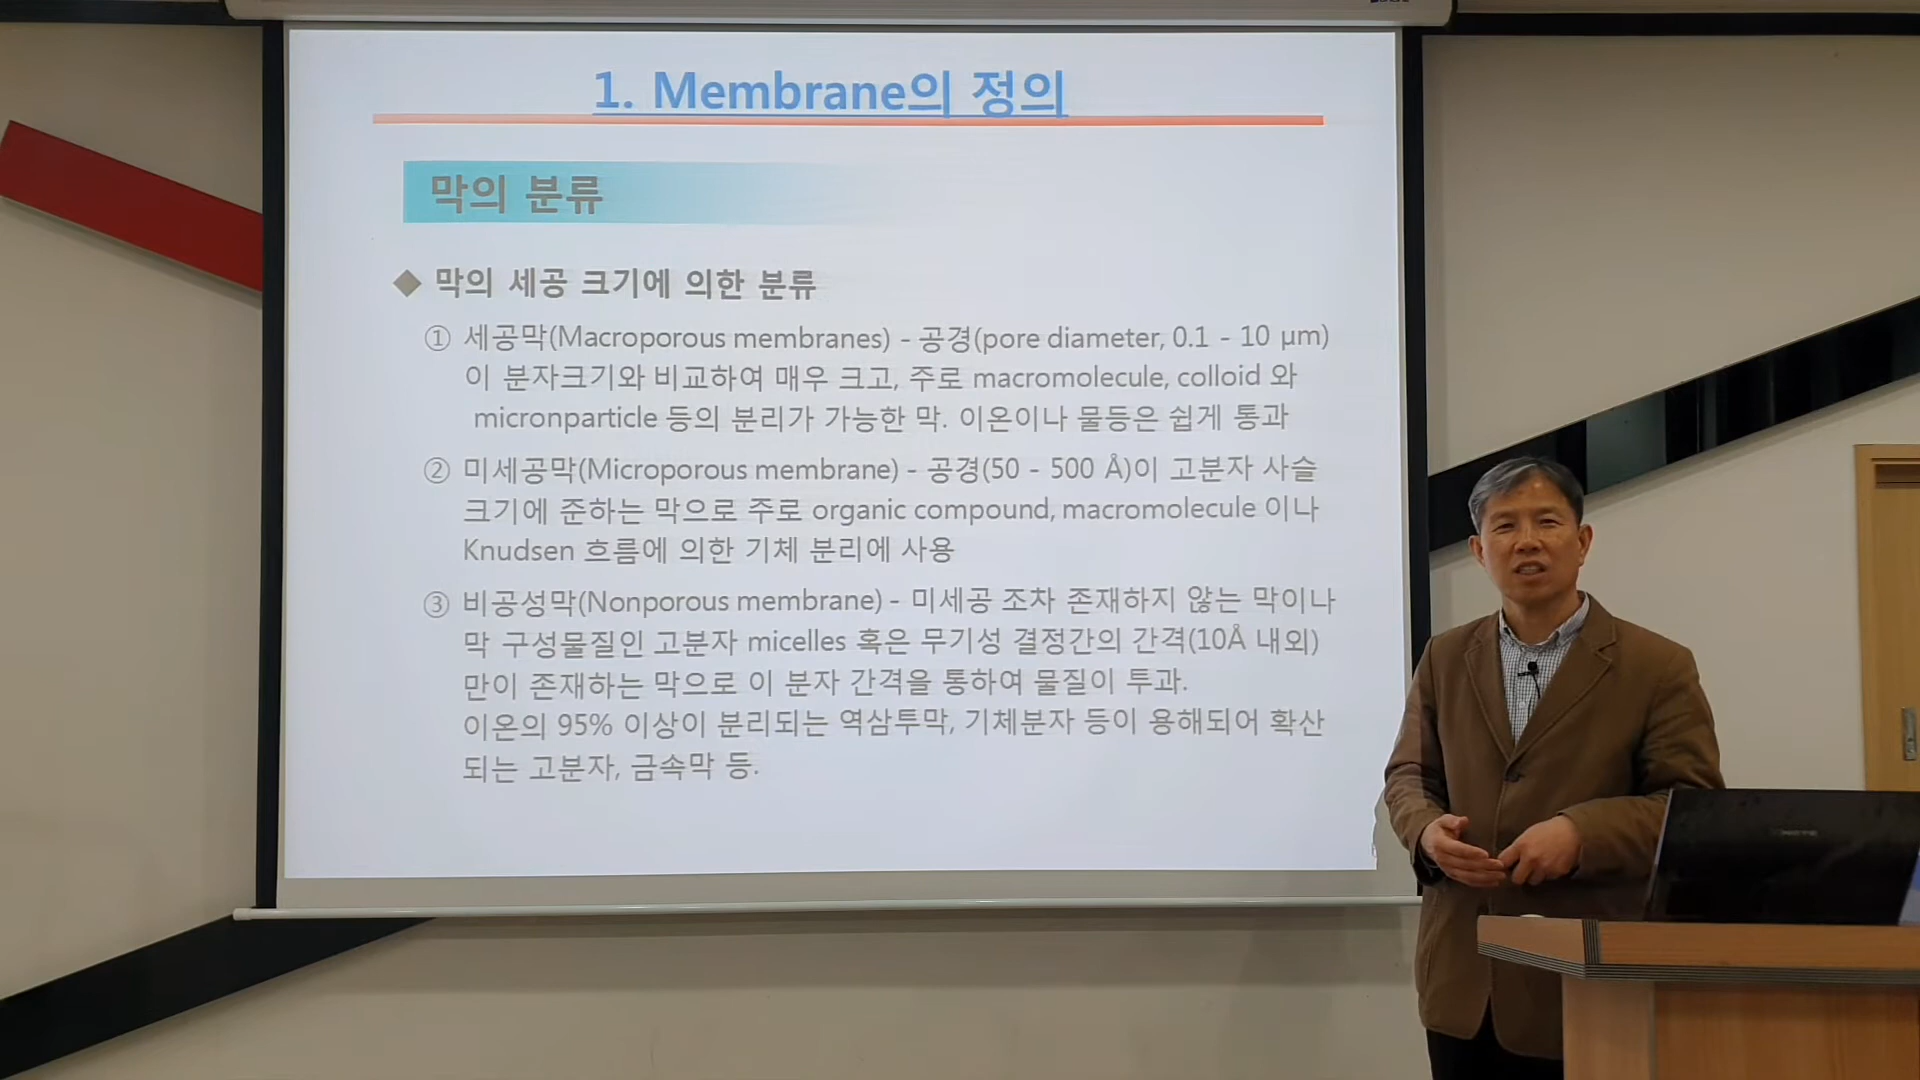 1. Membrane의 정의
막의 분류
◆ 막의 세공 크기에 의한 분류
① 세공막(Macroporous membranes) - 공경(pore diameter, 0.1 - 10 μm)
이 분자크기와 비교하여 매우 크고, 주로 macromolecule, colloid 와
micronparticle 등의 분리가 가능한 막. 이온이나 물등은 쉽게 통과
② 미세공막(Microporous membrane) - 공경(50 - 500 Å)이 고분자 사슬
크기에 준하는 막으로 주로 organic compound, macromolecule 이나
Knudsen 흐름에 의한 기체 분리에 사용
③ 비공성막(Nonporous membrane) - 미세공 조차 존재하지 않는 막이나
막 구성물질인 고분자 micelles 혹은 무기성 결정간의 간격(10Å 내외)
만이 존재하는 막으로 이 분자 간격을 통하여 물질이 투과.
이온의 95% 이상이 분리되는 역삼투막, 기체분자 등이 용해되어 확산
되는 고분자, 금속막 등.